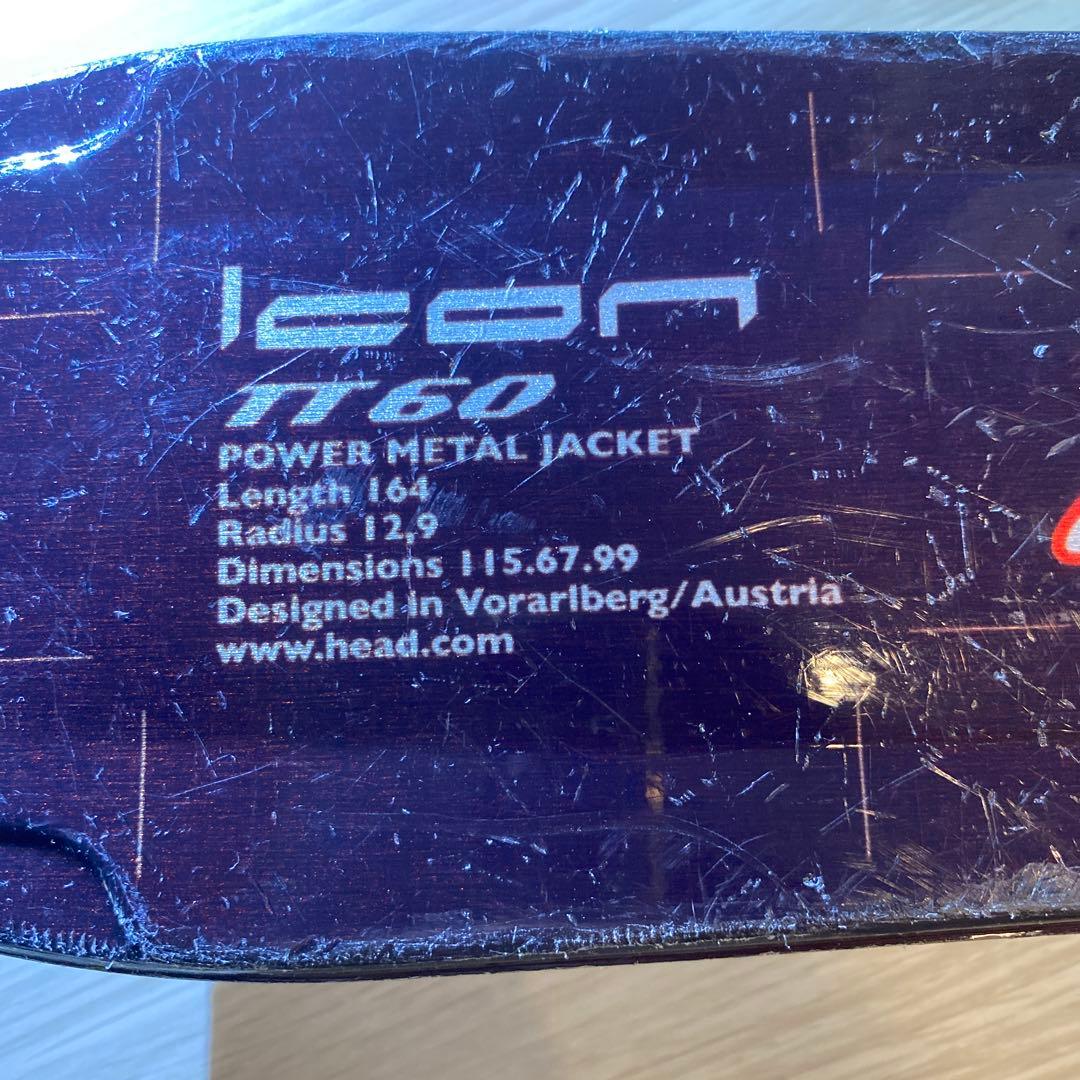 Icon
TT60
POWER METAL JACKET
Length 164
Radius 12,9
Dimensions 115.67.99
Designed in Vorarlberg/Austria
www.head.com